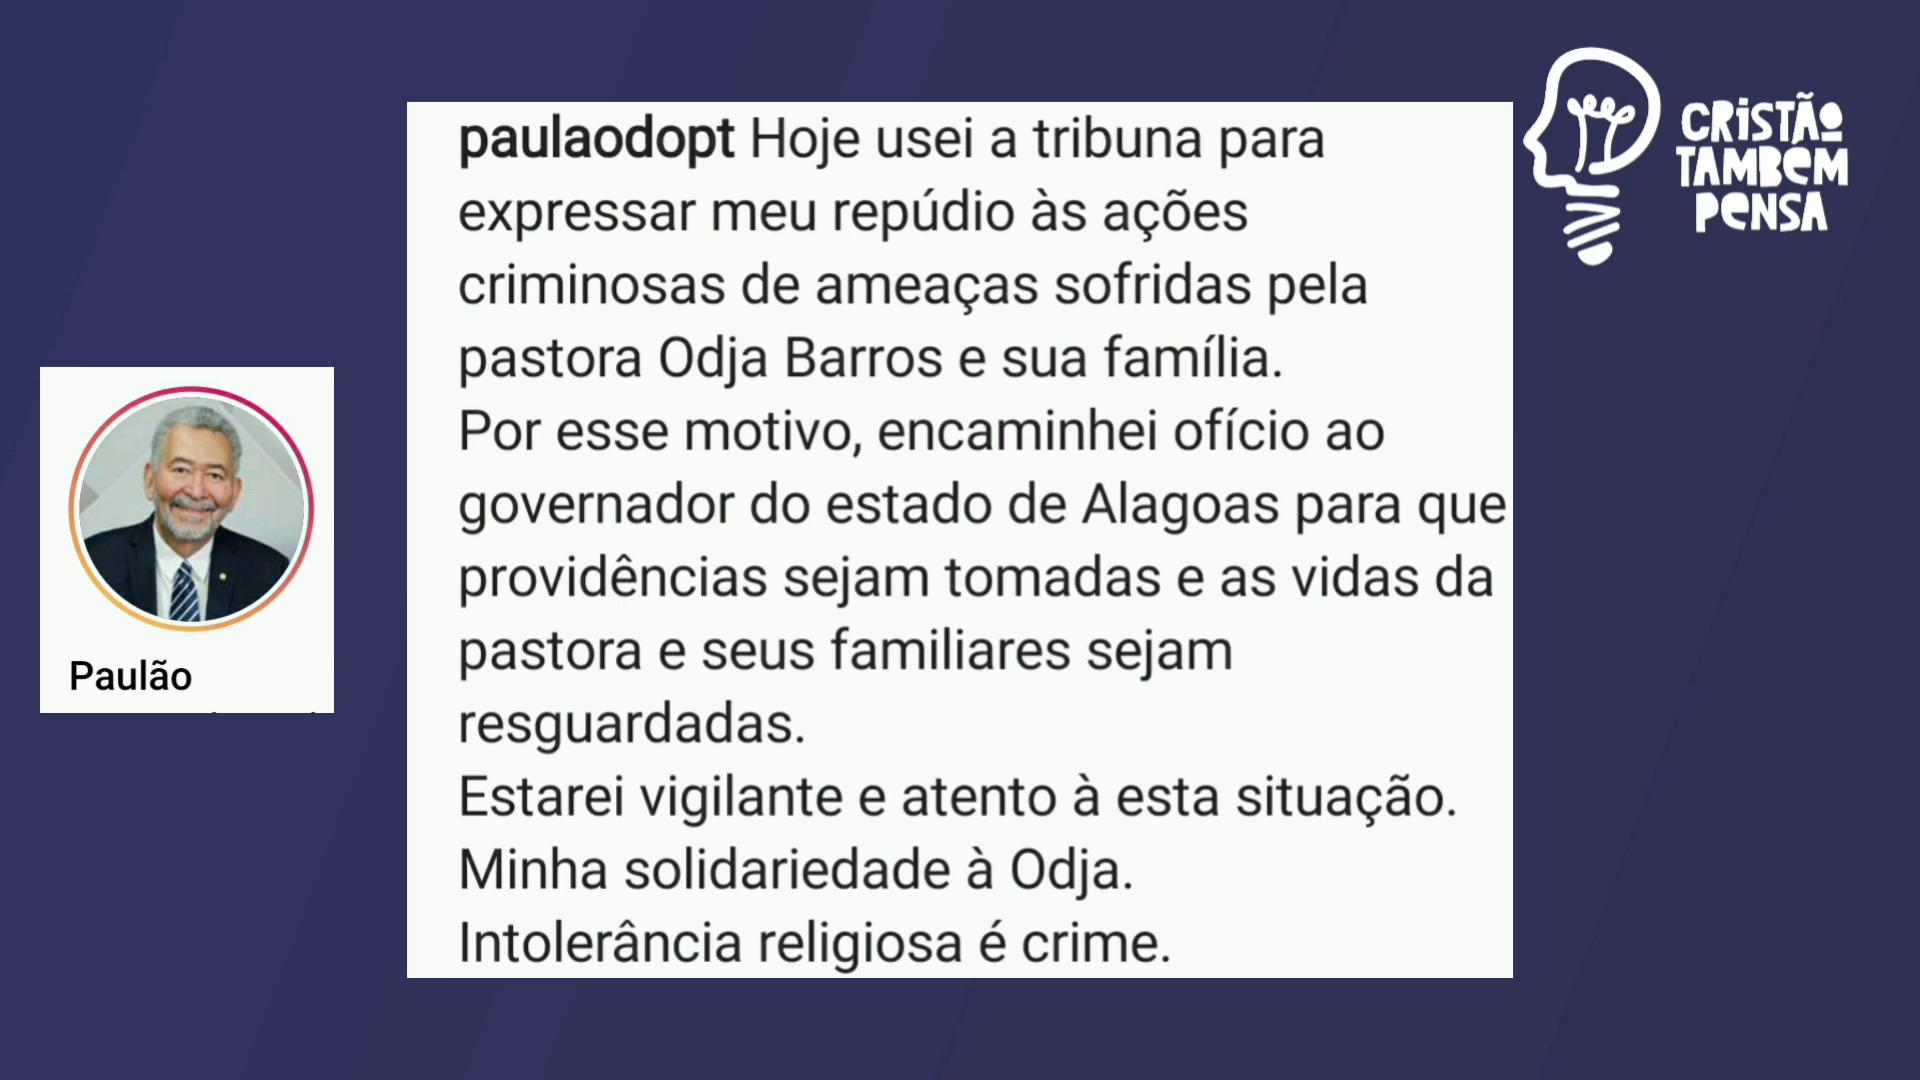 paulaodopt Hoje usei a tribuna para
expressar meu repúdio às ações
criminosas de ameaças sofridas pela
pastora Odja Barros e sua família.
Por esse motivo, encaminhei ofício ao
governador do estado de Alagoas para que
providências sejam tomadas e as vidas da
pastora e seus familiares sejam
resguardadas.
Estarei vigilante e atento à esta situação.
Minha solidariedade à Odja.
Intolerância religiosa é crime.
Paulão
CRISTÃO
TAMBÉM
PENSA